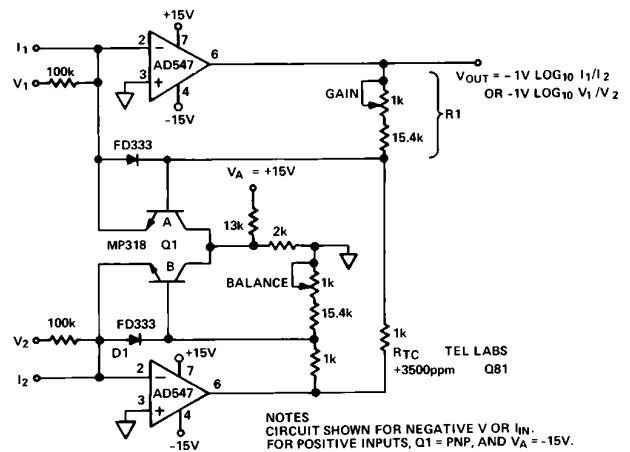 +15V
I1
2
7
AD547
6
3
4
-15V
V1
100k
VOUT = -1V LOG10 I1/I2
OR -1V LOG10 V1/V2
GAIN
1k
15.4k
R1
FD333
VA = +15V
A
13k
2k
MP318
Q1
B
BALANCE
1k
15.4k
1k
V2
100k
FD333
D1
1k
RTC
+3500ppm
TEL LABS
Q81
I2
+15V
2
7
AD547
6
3
4
-15V
NOTES
CIRCUIT SHOWN FOR NEGATIVE V OR IIN.
FOR POSITIVE INPUTS, Q1 = PNP, AND VA = -15V.